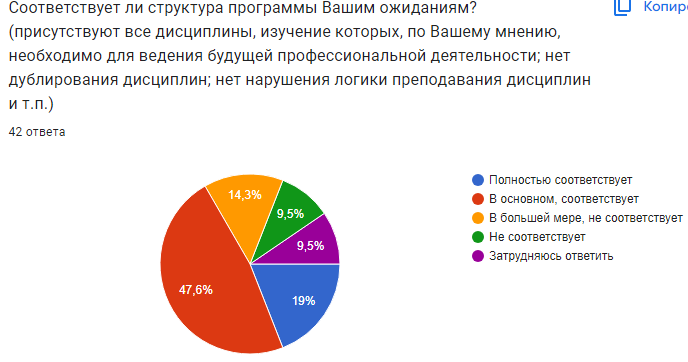 Соответствует ли структура программы Вашим ожиданиям?
Копир
(присутствуют все дисциплины, изучение которых, по Вашему мнению,
необходимо для ведения будущей профессиональной деятельности; нет
дублирования дисциплин; нет нарушения логики преподавания дисциплин
и т.п.)
42 ответа
14,3%
9,5%
9,5%
47,6%
19%
Полностью соответствует
В основном, соответствует
В большей мере, не соответствует
Не соответствует
Затрудняюсь ответить